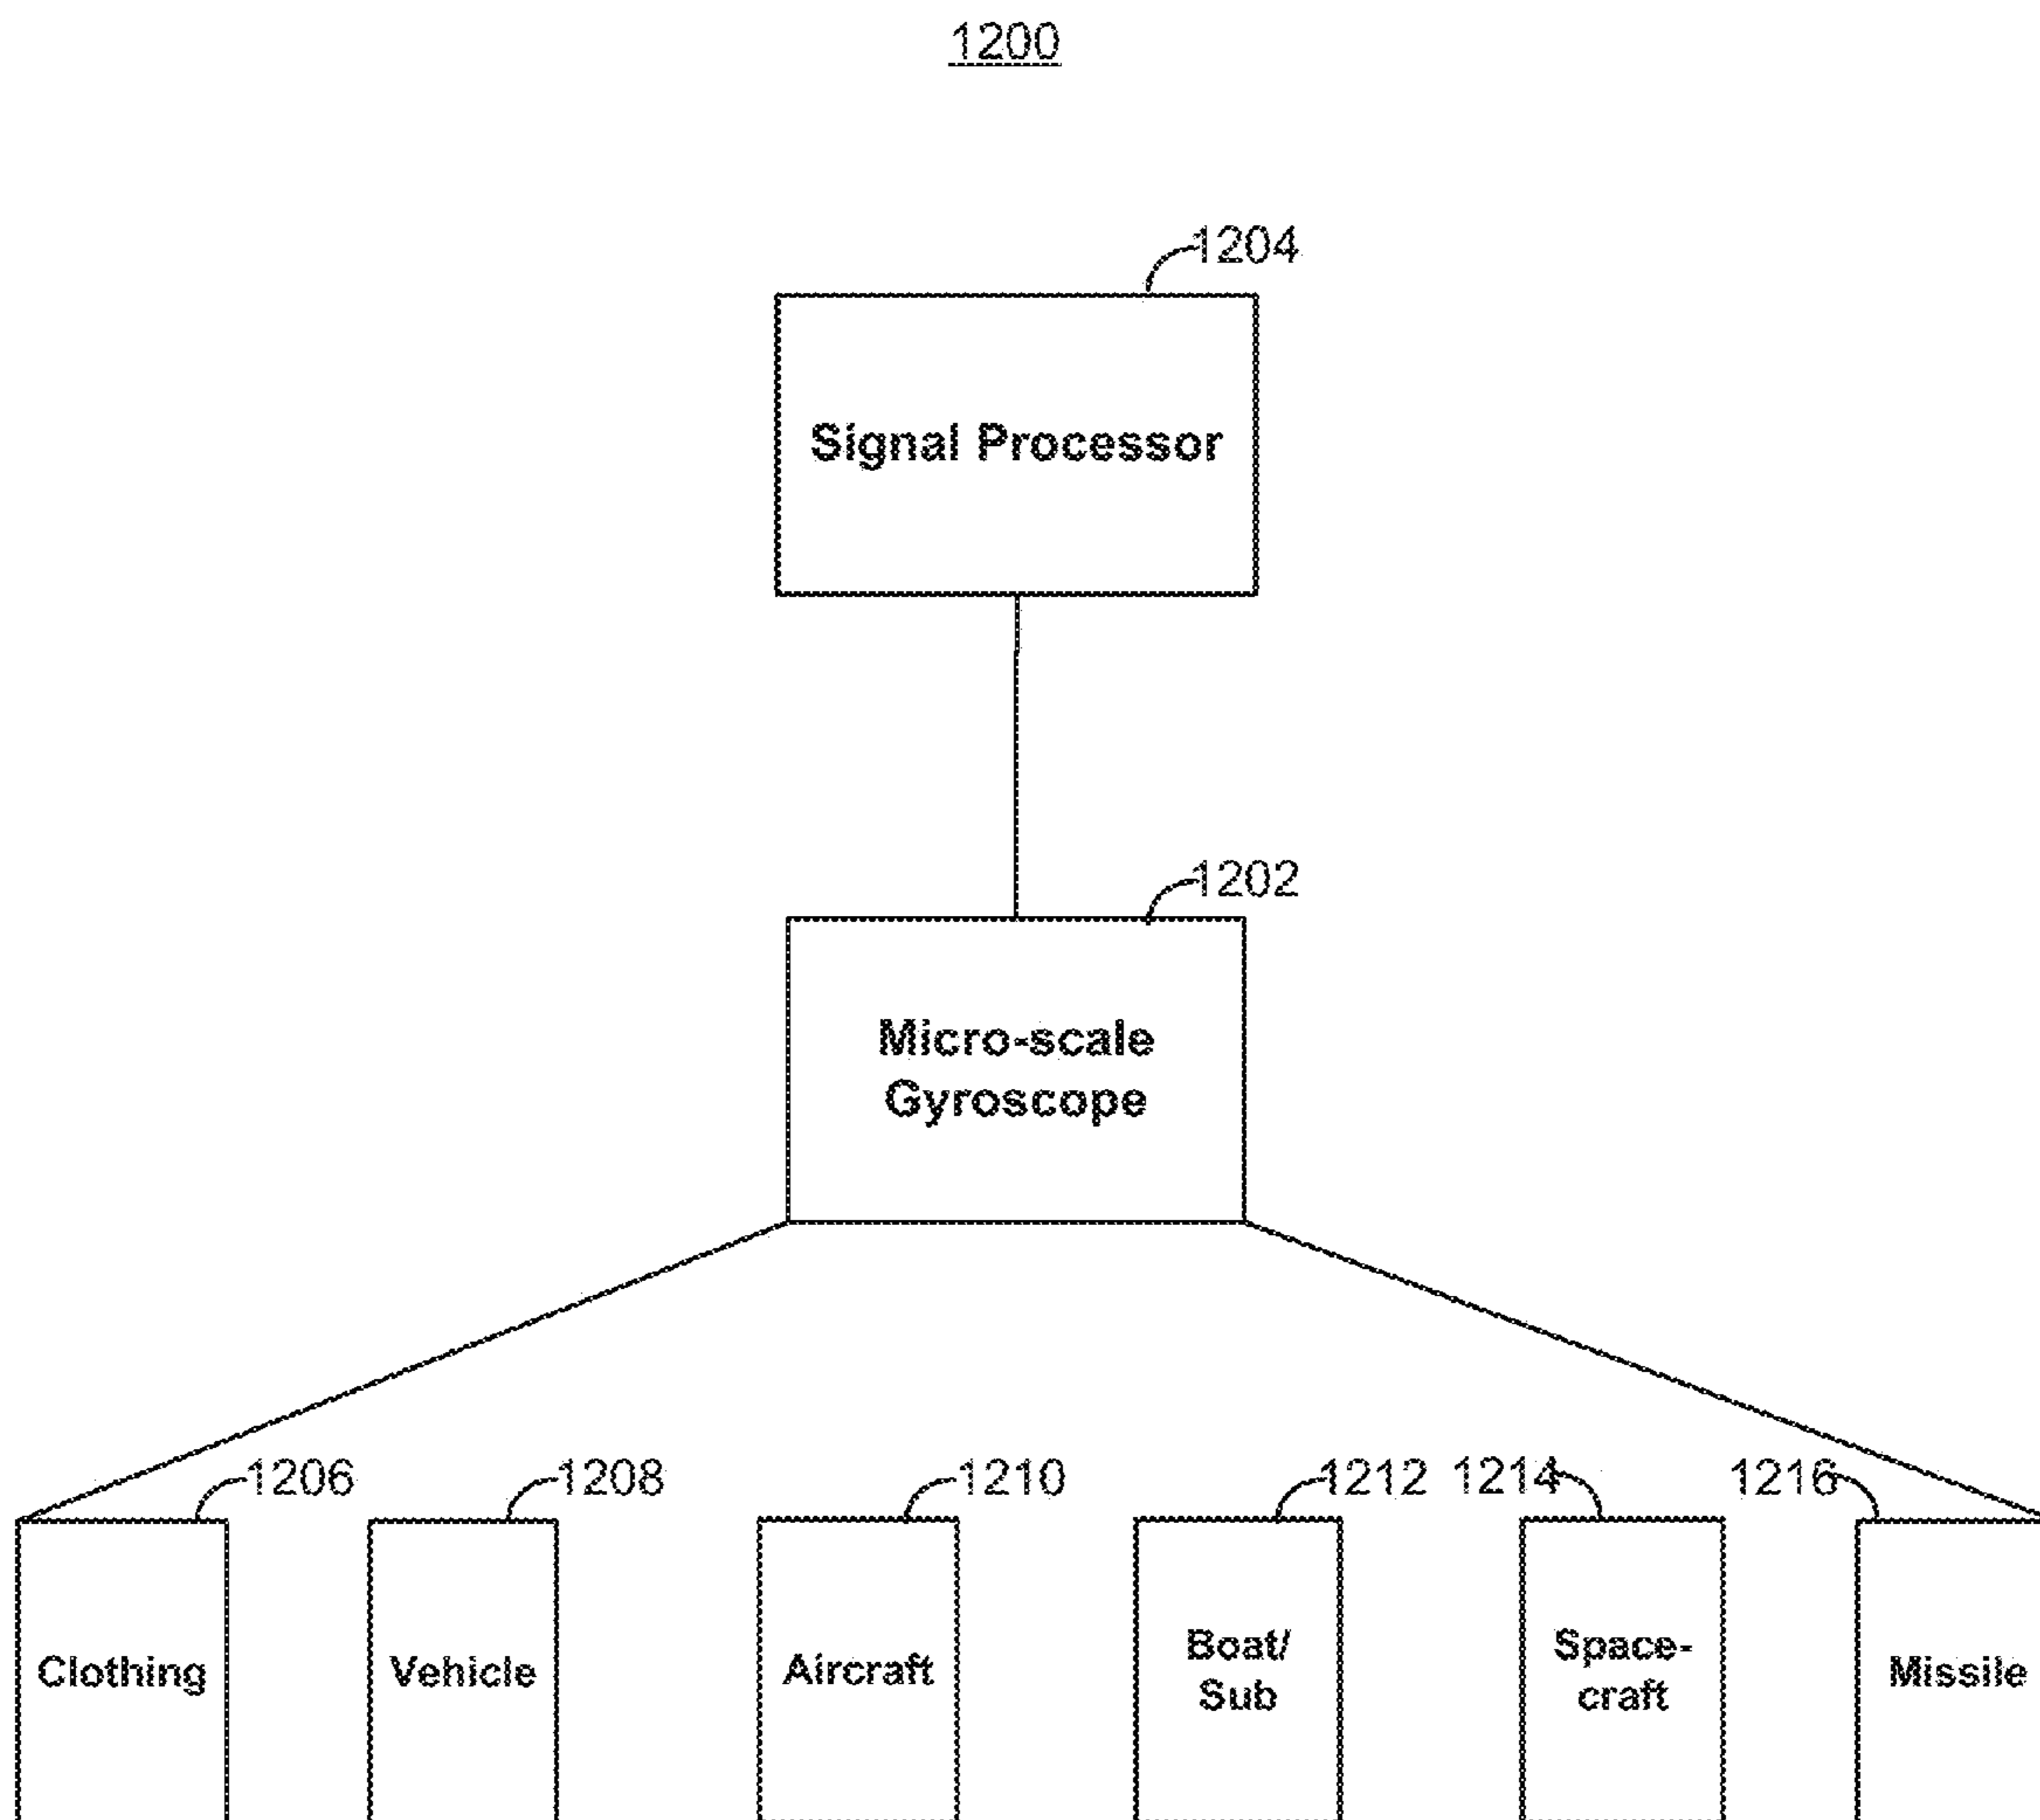 1200
1204
Signal Processor
1202
Micro-scale
Gyroscope
1206
1208
1210
1212
1214
1216
Clothing
Vehicle
Aircraft
Boat/
Sub
Space-
craft
Missile